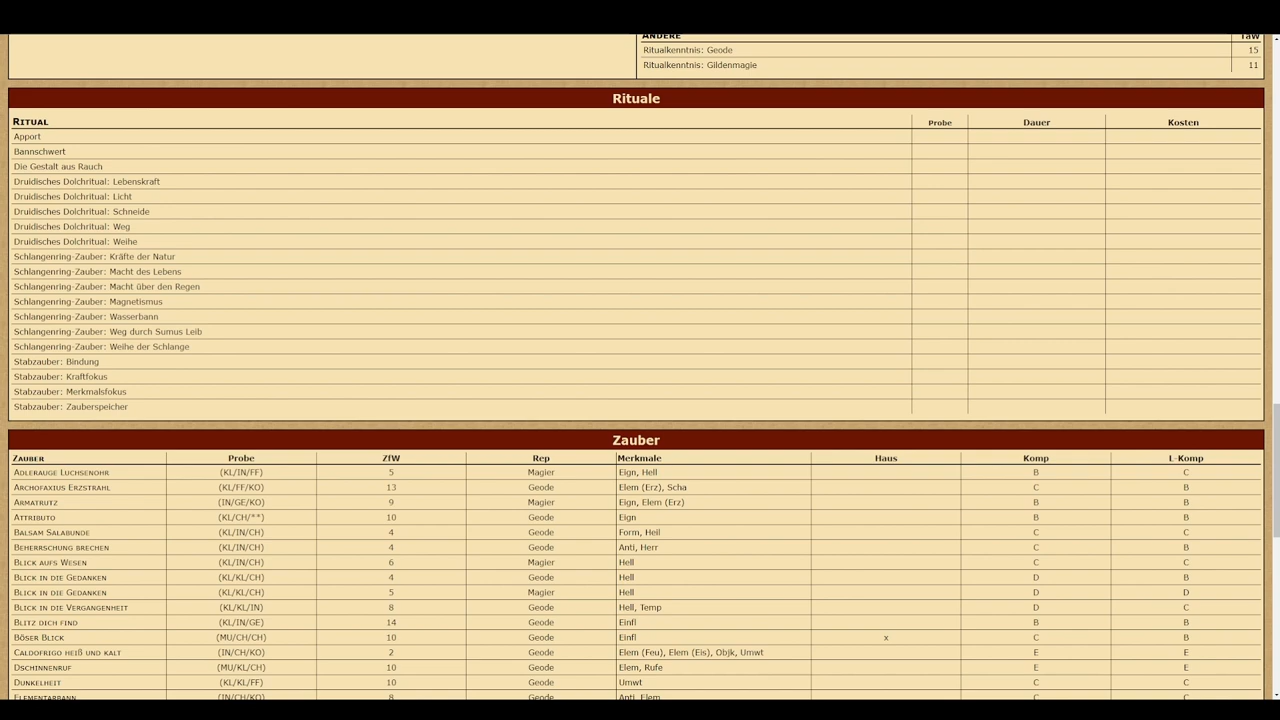 ANDERE TaW
Ritualkenntnis: Geode 15
Ritualkenntnis: Gildenmagie 11
Rituale
RITUAL Probe Dauer Kosten
Apport
Bannschwert
Die Gestalt aus Rauch
Druidisches Dolchritual: Lebenskraft
Druidisches Dolchritual: Licht
Druidisches Dolchritual: Schneide
Druidisches Dolchritual: Weg
Druidisches Dolchritual: Weihe
Schlangenring-Zauber: Kräfte der Natur
Schlangenring-Zauber: Macht des Lebens
Schlangenring-Zauber: Macht über den Regen
Schlangenring-Zauber: Magnetismus
Schlangenring-Zauber: Wasserbann
Schlangenring-Zauber: Weg durch Sumus Leib
Schlangenring-Zauber: Weihe der Schlange
Stabzauber: Bindung
Stabzauber: Kraftfokus
Stabzauber: Merkmalsfokus
Stabzauber: Zauberspeicher
Zauber
ZAUBER Probe ZfW Rep Merkmale Haus Komp L-Komp
ADLERAUGE LUCHSENOHR (KL/IN/FF) 5 Magier Eign, Hell B C
ARCHOFAXIUS ERZSTRAHL (KL/FF/KO) 13 Geode Elem (Erz), Scha C B
ARMATRUTZ (IN/GE/KO) 9 Magier Eign, Elem (Erz) B B
ATTRIBUTO (KL/CH/**) 10 Geode Eign B B
BALSAM SALABUNDE (KL/IN/CH) 4 Geode Form, Heil C C
BEHERRSCHUNG BRECHEN (KL/IN/CH) 4 Geode Anti, Herr C B
BLICK AUFS WESEN (KL/IN/CH) 6 Magier Hell C C
BLICK IN DIE GEDANKEN (KL/KL/CH) 4 Geode Hell D B
BLICK IN DIE GEDANKEN (KL/KL/CH) 5 Magier Hell D D
BLICK IN DIE VERGANGENHEIT (KL/KL/IN) 8 Geode Hell, Temp D C
BLITZ DICH FIND (KL/IN/GE) 14 Geode Einfl B B
BÖSER BLICK (MU/CH/CH) 10 Geode Einfl x C B
CALDOFRIGO HEIß UND KALT (IN/CH/KO) 2 Geode Elem (Feu), Elem (Eis), Objk, Umwt E E
DSCHINNENRUF (MU/KL/CH) 10 Geode Elem, Rufe E E
DUNKELHEIT (KL/KL/FF) 10 Geode Umwt C C
ELEMENTARBANN (IN/CH/KO) 8 Geode Anti, Elem C C